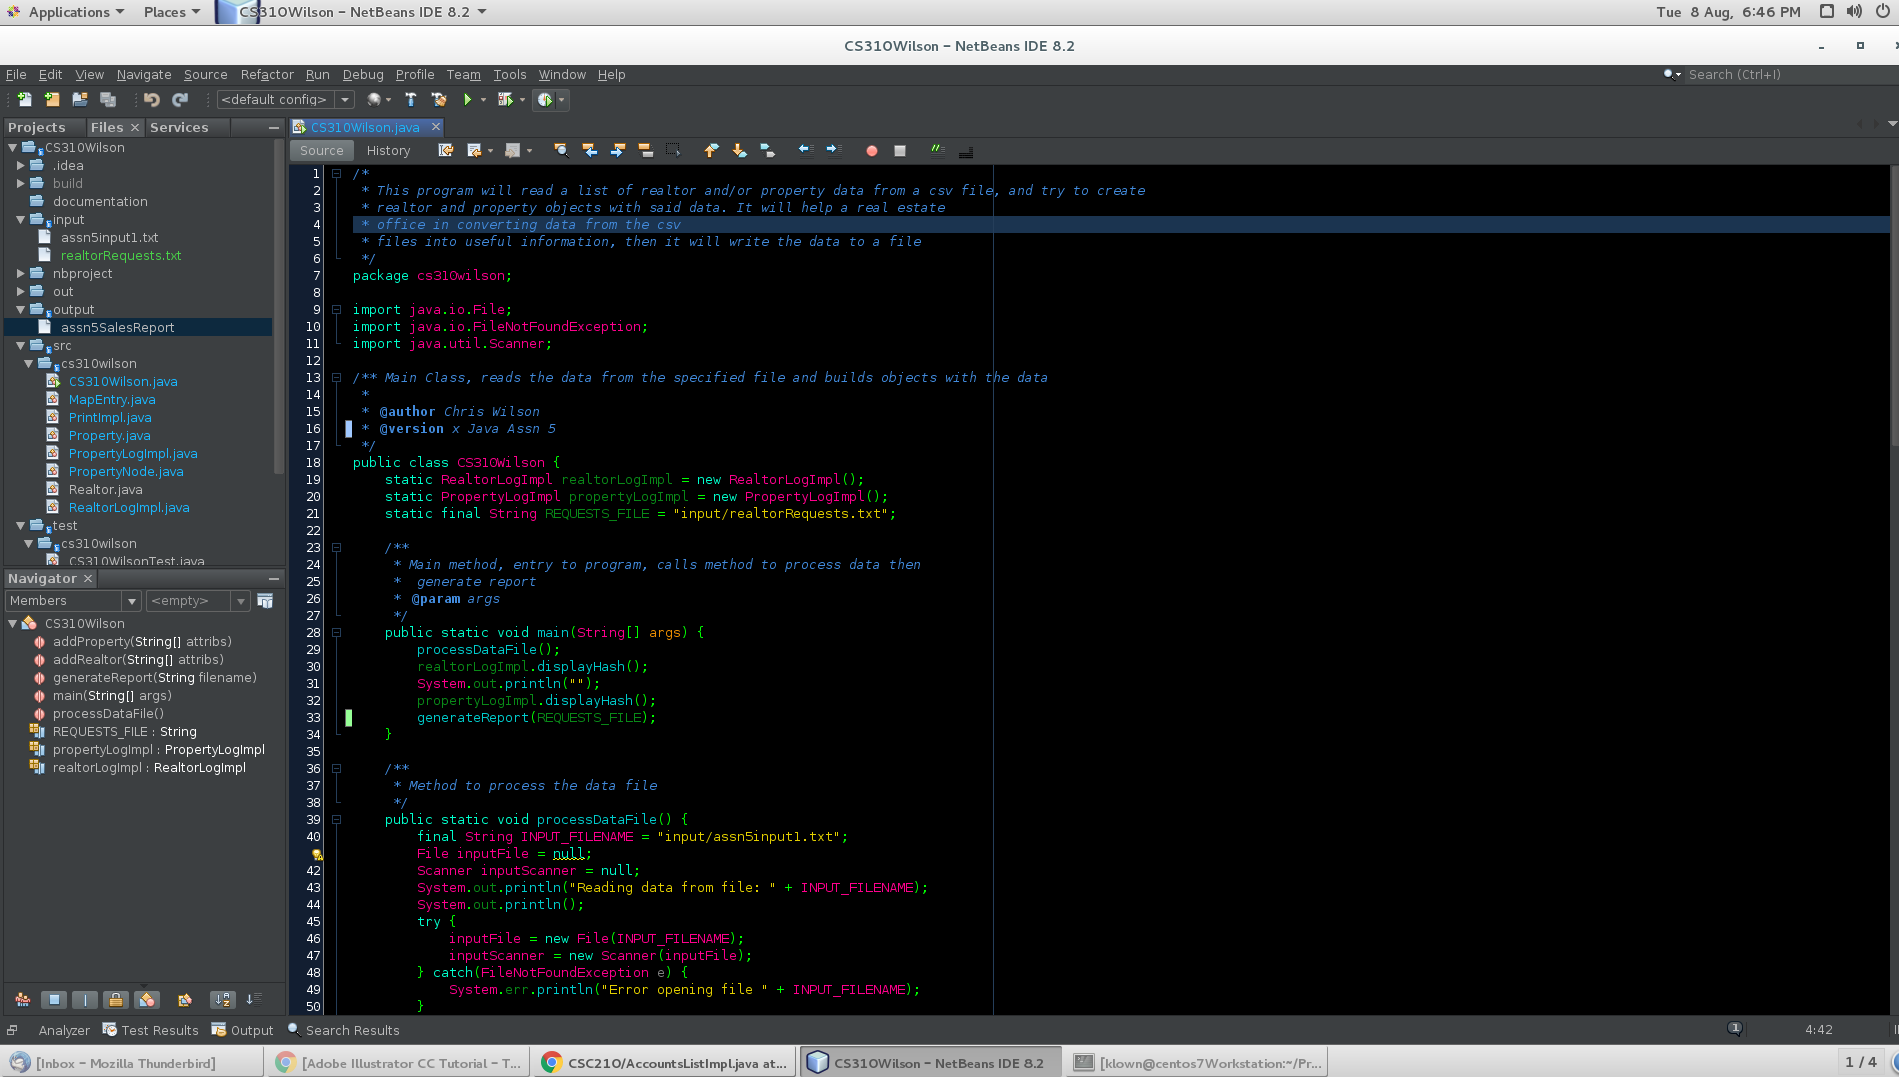 Applications Places CS310Wilson - NetBeans IDE 8.2 Tue 8 Aug, 6:46 PM
CS310Wilson - NetBeans IDE 8.2
File Edit View Navigate Source Refactor Run Debug Profile Team Tools Window Help Search (Ctrl+I)
<default config>
Projects Files Services
CS310Wilson
.idea
build
documentation
input
assn5input1.txt
realtorRequests.txt
nbproject
out
output
assn5SalesReport
src
cs310wilson
CS310Wilson.java
MapEntry.java
PrintImpl.java
Property.java
PropertyLogImpl.java
PropertyNode.java
Realtor.java
RealtorLogImpl.java
test
cs310wilson
CS310WilsonTest.java
Navigator
Members <empty>
CS310Wilson
addProperty(String[] attribs)
addRealtor(String[] attribs)
generateReport(String filename)
main(String[] args)
processDataFile()
REQUESTS_FILE : String
propertyLogImpl : PropertyLogImpl
realtorLogImpl : RealtorLogImpl
CS310Wilson.java
Source History
1 /*
2 * This program will read a list of realtor and/or property data from a csv file, and try to create
3 * realtor and property objects with said data. It will help a real estate
4 * office in converting data from the csv
5 * files into useful information, then it will write the data to a file
6 */
7 package cs310wilson;
8
9 import java.io.File;
10 import java.io.FileNotFoundException;
11 import java.util.Scanner;
12
13 /** Main Class, reads the data from the specified file and builds objects with the data
14 *
15 * @author Chris Wilson
16 * @version x Java Assn 5
17 */
18 public class CS310Wilson {
19 static RealtorLogImpl realtorLogImpl = new RealtorLogImpl();
20 static PropertyLogImpl propertyLogImpl = new PropertyLogImpl();
21 static final String REQUESTS_FILE = "input/realtorRequests.txt";
22
23 /**
24 * Main method, entry to program, calls method to process data then
25 * generate report
26 * @param args
27 */
28 public static void main(String[] args) {
29 processDataFile();
30 realtorLogImpl.displayHash();
31 System.out.println("");
32 propertyLogImpl.displayHash();
33 generateReport(REQUESTS_FILE);
34 }
35
36 /**
37 * Method to process the data file
38 */
39 public static void processDataFile() {
40 final String INPUT_FILENAME = "input/assn5input1.txt";
File inputFile = null;
42 Scanner inputScanner = null;
43 System.out.println("Reading data from file: " + INPUT_FILENAME);
44 System.out.println();
45 try {
46 inputFile = new File(INPUT_FILENAME);
47 inputScanner = new Scanner(inputFile);
48 } catch(FileNotFoundException e) {
49 System.err.println("Error opening file " + INPUT_FILENAME);
50 }
Analyzer Test Results Output Search Results 1 4:42
[Inbox - Mozilla Thunderbird] [Adobe Illustrator CC Tutorial - T... CSC210/AccountsListImpl.java at... CS310Wilson - NetBeans IDE 8.2 [klown@centos7Workstation:~/Pr... 1 / 4